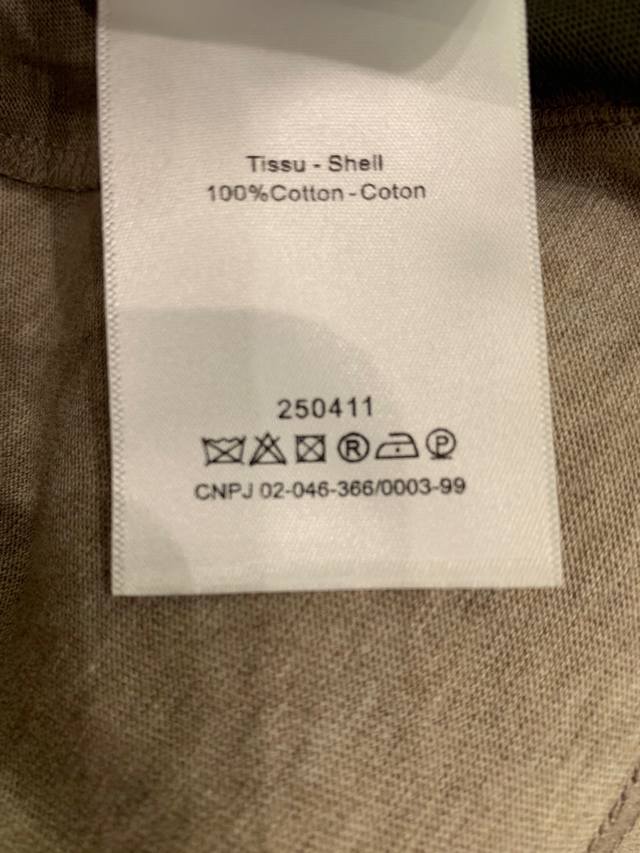 Tissu - Shell
100%Cotton - Coton
250411
CNPJ 02-046-366/0003-99